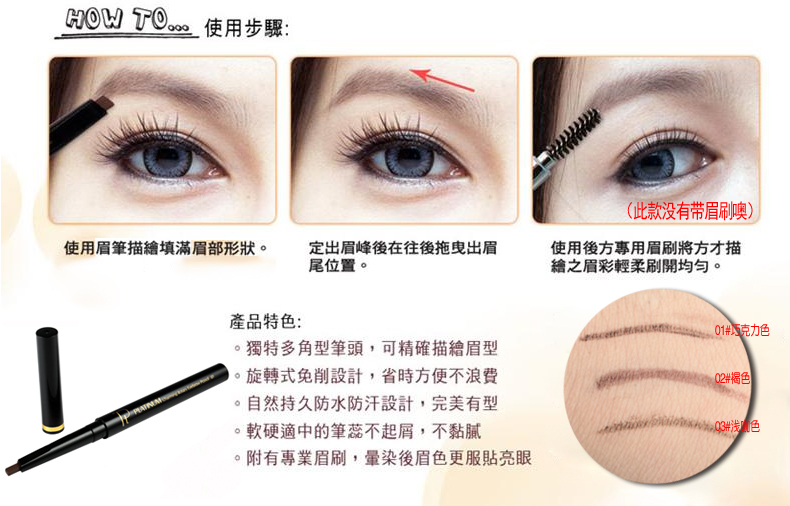 HOW TO...
使用步驟:
(此款没有带眉刷噢)
使用眉筆描繪填滿眉部形狀。
定出眉峰後在往後拖曳出眉
尾位置。
使用後方專用眉刷將方才描
繪之眉彩輕柔刷開均勻。
產品特色:
。獨特多角型筆頭，可精確描繪眉型
。旋轉式免削設計，省時方便不浪費
。自然持久防水防汗設計，完美有型
。軟硬適中的筆蕊不起屑，不黏膩
。附有專業眉刷，暈染後眉色更服貼亮眼
PLATINUM
01#巧克力色
02#褐色
03#浅咖色